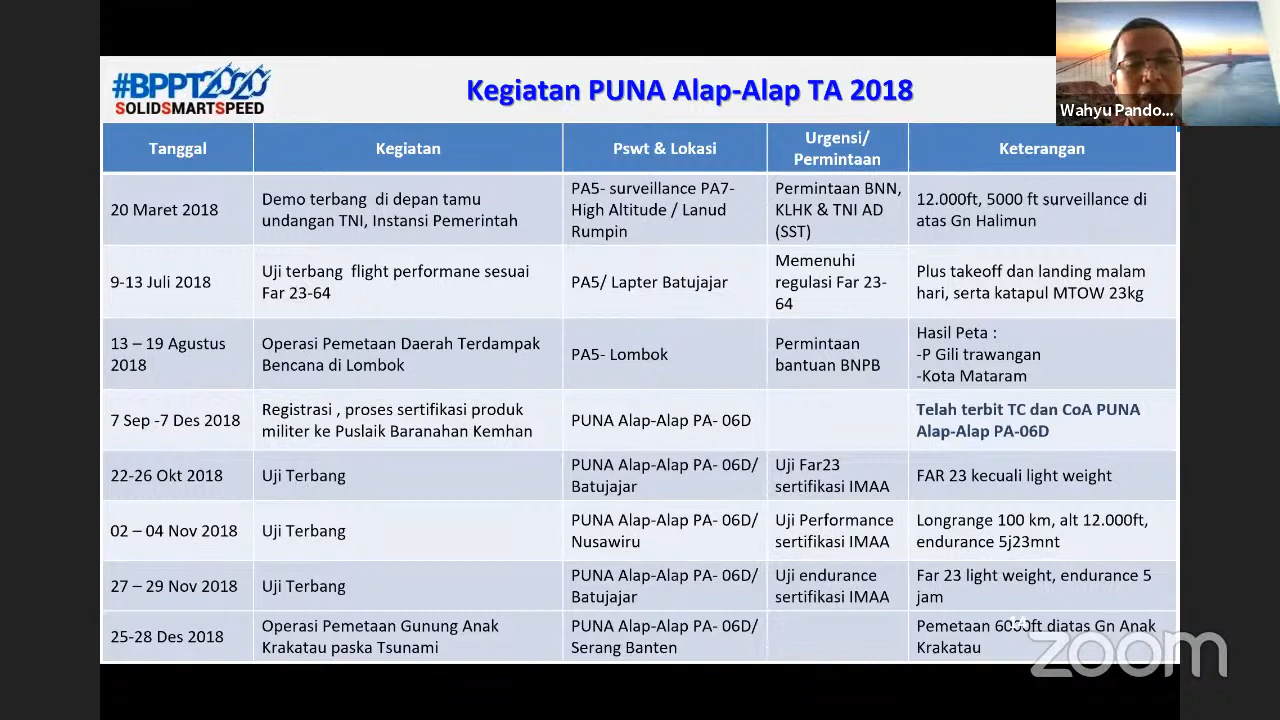 #BPPT2020
SOLIDSMARTSPEED
Kegiatan PUNA Alap-Alap TA 2018
Wahyu Pando...
Tanggal
Kegiatan
Pswt & Lokasi
Urgensi/
Permintaan
Keterangan
20 Maret 2018
Demo terbang di depan tamu
undangan TNI, Instansi Pemerintah
PA5- surveillance PA7-
High Altitude / Lanud
Rumpin
Permintaan BNN,
KLHK & TNI AD
(SST)
12.000ft, 5000 ft surveillance di
atas Gn Halimun
9-13 Juli 2018
Uji terbang flight performane sesuai
Far 23-64
PA5/ Lapter Batujajar
Memenuhi
regulasi Far 23-
64
Plus takeoff dan landing malam
hari, serta katapul MTOW 23kg
13 – 19 Agustus
2018
Operasi Pemetaan Daerah Terdampak
Bencana di Lombok
PA5- Lombok
Permintaan
bantuan BNPB
Hasil Peta :
-P Gili trawangan
-Kota Mataram
7 Sep -7 Des 2018
Registrasi , proses sertifikasi produk
militer ke Puslaik Baranahan Kemhan
PUNA Alap-Alap PA- 06D
Telah terbit TC dan CoA PUNA
Alap-Alap PA-06D
22-26 Okt 2018
Uji Terbang
PUNA Alap-Alap PA- 06D/
Batujajar
Uji Far23
sertifikasi IMAA
FAR 23 kecuali light weight
02 – 04 Nov 2018
Uji Terbang
PUNA Alap-Alap PA- 06D/
Nusawiru
Uji Performance
sertifikasi IMAA
Longrange 100 km, alt 12.000ft,
endurance 5j23mnt
27 – 29 Nov 2018
Uji Terbang
PUNA Alap-Alap PA- 06D/
Batujajar
Uji endurance
sertifikasi IMAA
Far 23 light weight, endurance 5
jam
25-28 Des 2018
Operasi Pemetaan Gunung Anak
Krakatau paska Tsunami
PUNA Alap-Alap PA- 06D/
Serang Banten
Pemetaan 6000ft diatas Gn Anak
Krakatau
zoom